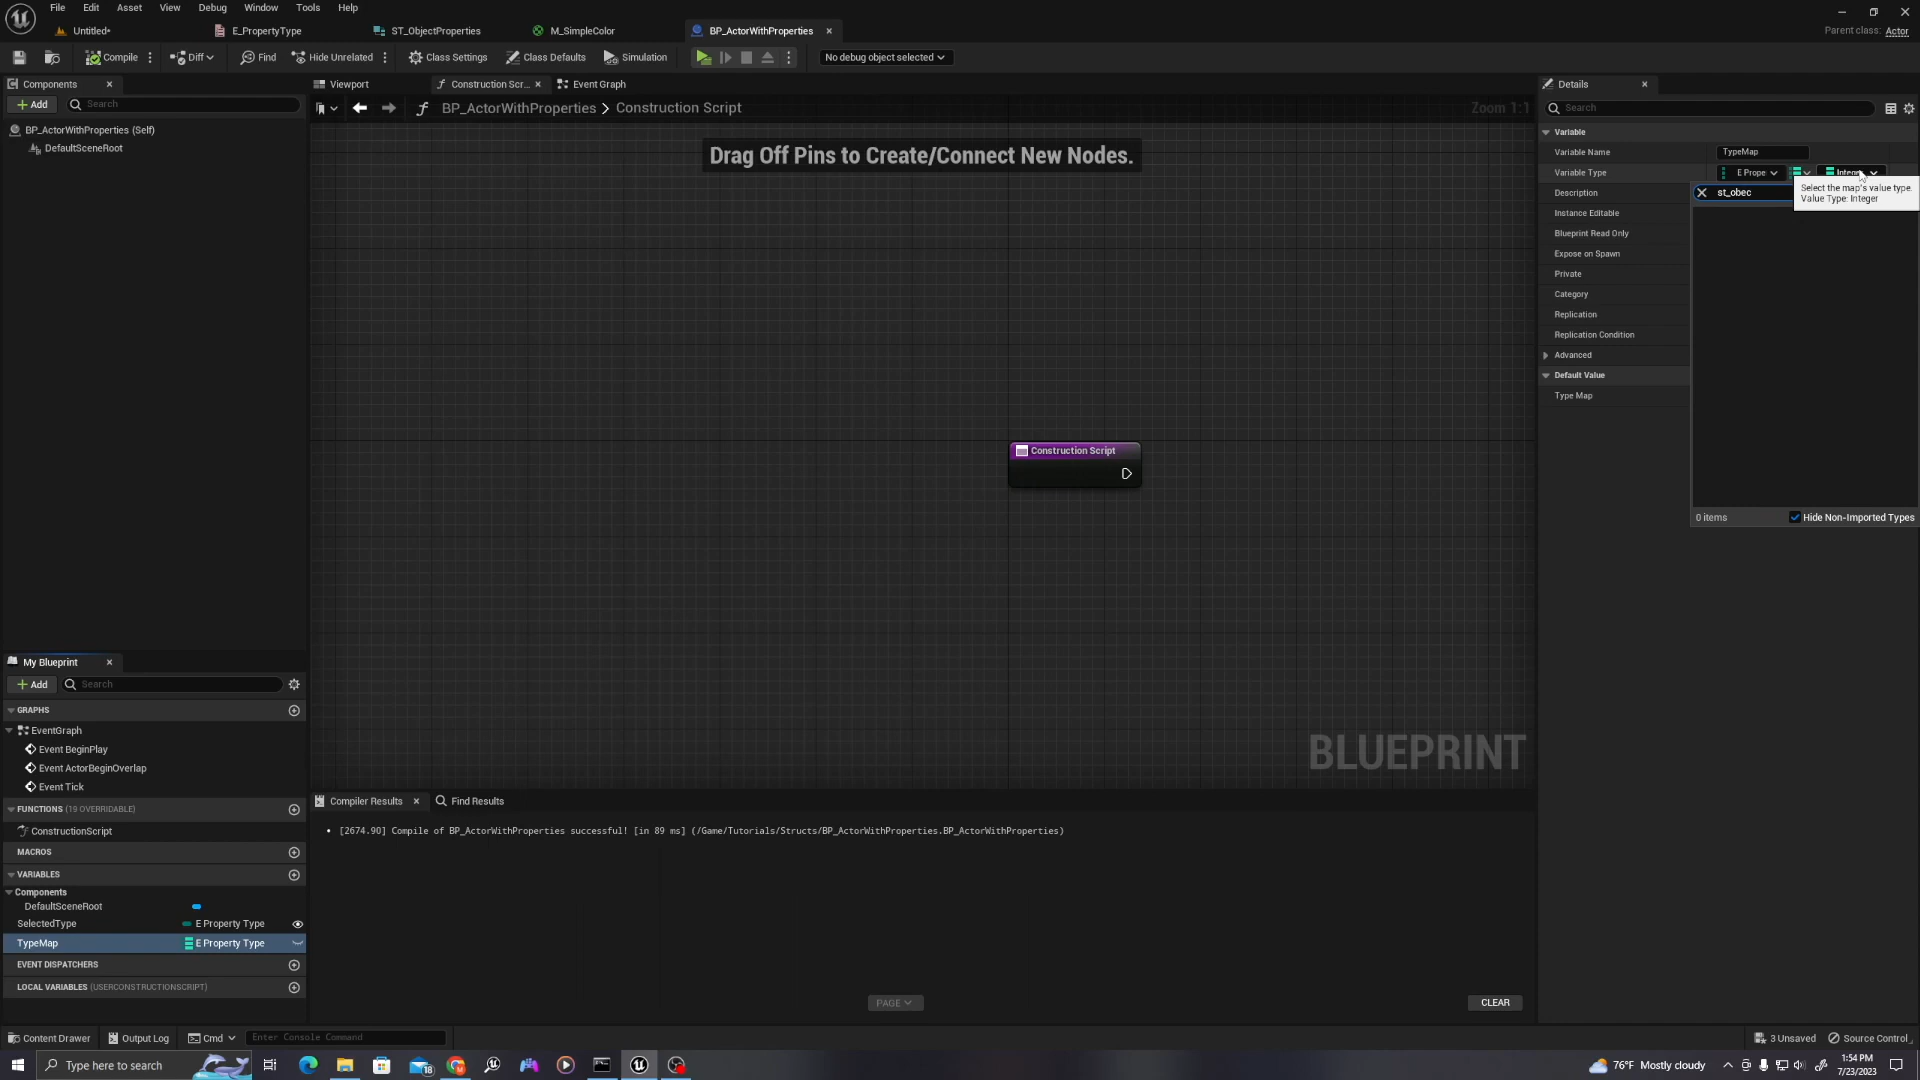 File Edit Asset View Debug Window Tools Help
Untitled* E_PropertyType ST_ObjectProperties M_SimpleColor BP_ActorWithProperties
Parent class: Actor
Compile Diff Find Hide Unrelated Class Settings Class Defaults Simulation No debug object selected
Components Viewport Construction Scr... Event Graph Details
Add Search BP_ActorWithProperties > Construction Script Zoom 1:1 Search
BP_ActorWithProperties (Self)
DefaultSceneRoot
Drag Off Pins to Create/Connect New Nodes.
Variable
Variable Name TypeMap
Variable Type E Prope Integ
Description st_obec
Select the map's value type.
Value Type: Integer
Instance Editable
Blueprint Read Only
Expose on Spawn
Private
Category
Replication
Replication Condition
Advanced
Default Value
Type Map
0 items Hide Non-Imported Types
Construction Script
BLUEPRINT
My Blueprint
Add Search
GRAPHS
EventGraph
Event BeginPlay
Event ActorBeginOverlap
Event Tick
FUNCTIONS (19 OVERRIDABLE)
ConstructionScript
MACROS
VARIABLES
Components
DefaultSceneRoot
SelectedType E Property Type
TypeMap E Property Type
EVENT DISPATCHERS
LOCAL VARIABLES (USERCONSTRUCTIONSCRIPT)
Compiler Results Find Results
[2674.90] Compile of BP_ActorWithProperties successful! [in 89 ms] (/Game/Tutorials/Structs/BP_ActorWithProperties.BP_ActorWithProperties)
PAGE CLEAR
Content Drawer Output Log Cmd Enter Console Command 3 Unsaved Source Control
Type here to search 18 76°F Mostly cloudy 1:54 PM
7/23/2023